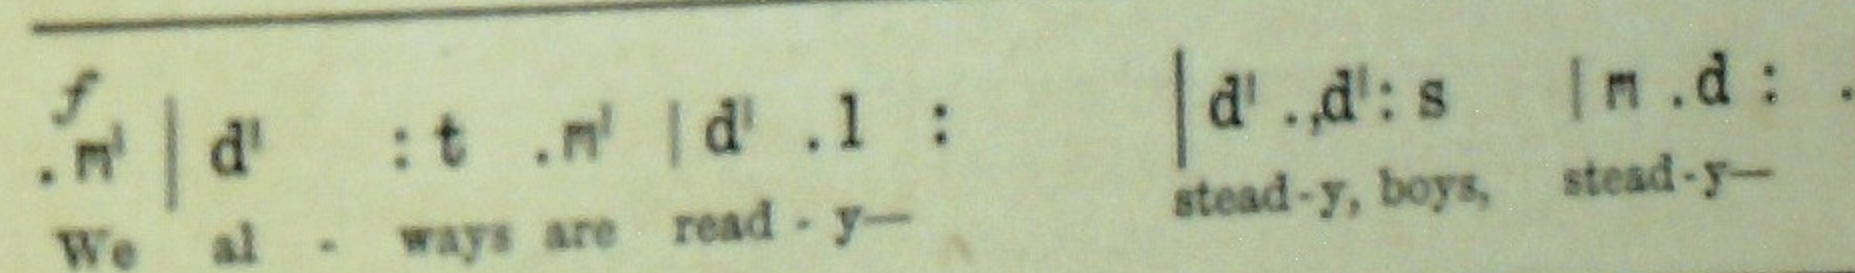 f
.m' | d' : t .m' | d' .l : | d' .,d' : s | m .d : .
We al - ways are read - y— stead-y, boys, stead-y—